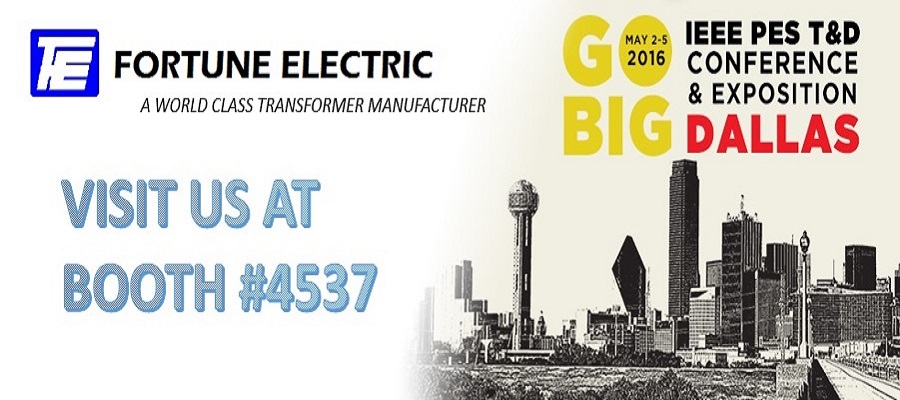 FORTUNE ELECTRIC
A WORLD CLASS TRANSFORMER MANUFACTURER
VISIT US AT
BOOTH #4537
GO
MAY 2-5
2016
BIG
IEEE PES T&D
CONFERENCE
& EXPOSITION
DALLAS